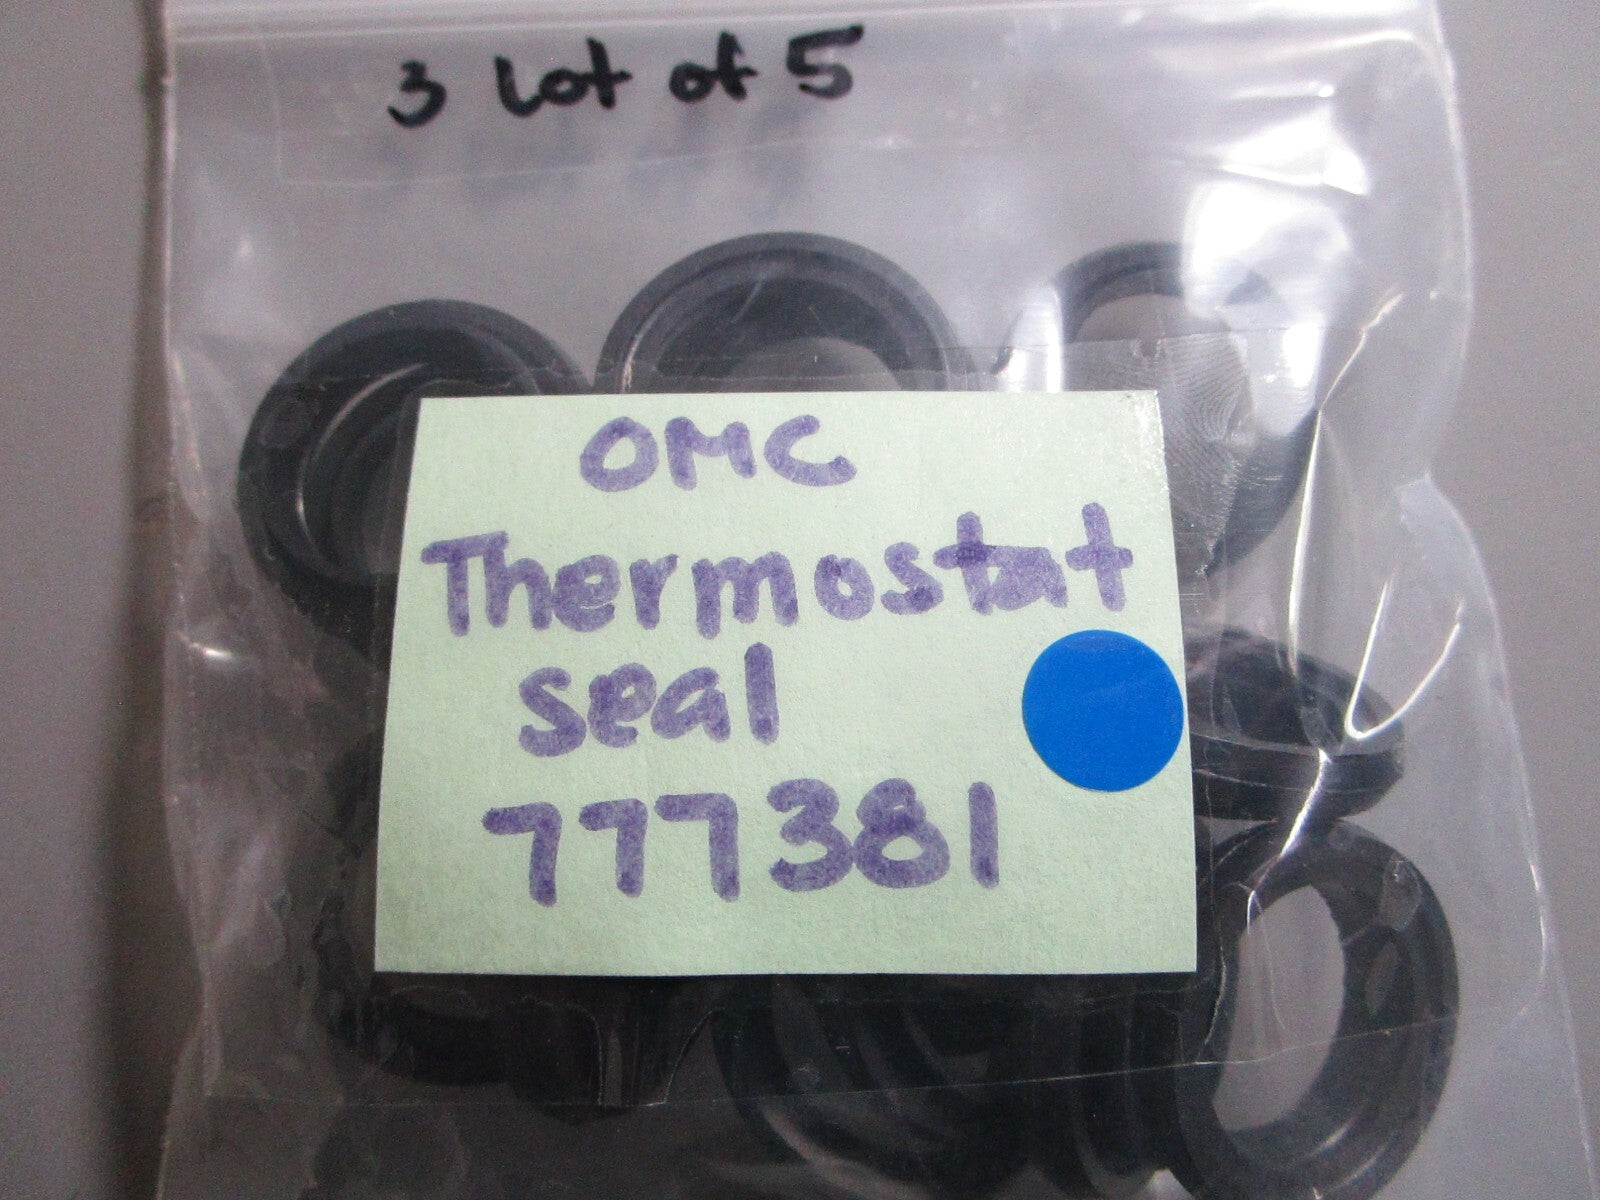 3 Lot of 5
OMC
Thermostat
seal
777381